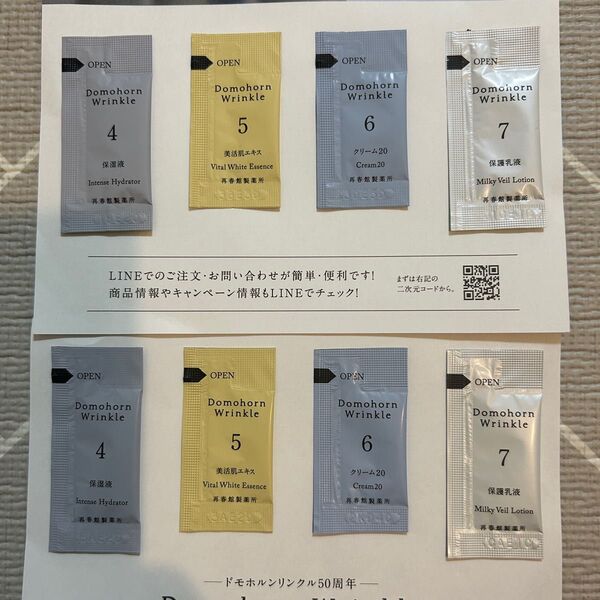 OPEN
Domohorn
Wrinkle
4
保湿液
Intense Hydrator
再春館製薬所
OPEN
Domohorn
Wrinkle
5
美活肌エキス
Vital White Essence
再春館製薬所
OPEN
Domohorn
Wrinkle
6
クリーム20
Cream20
再春館製薬所
OPEN
Domohorn
Wrinkle
7
保護乳液
Milky Veil Lotion
再春館製薬所
LINEでのご注文・お問い合わせが簡単・便利です!
商品情報やキャンペーン情報もLINEでチェック!
まずは右記の
二次元コードから。
OPEN
Domohorn
Wrinkle
4
保湿液
Intense Hydrator
再春館製薬所
OPEN
Domohorn
Wrinkle
5
美活肌エキス
Vital White Essence
再春館製薬所
OPEN
Domohorn
Wrinkle
6
クリーム20
Cream20
再春館製薬所
OPEN
Domohorn
Wrinkle
7
保護乳液
Milky Veil Lotion
再春館製薬所
ドモホルンリンクル50周年